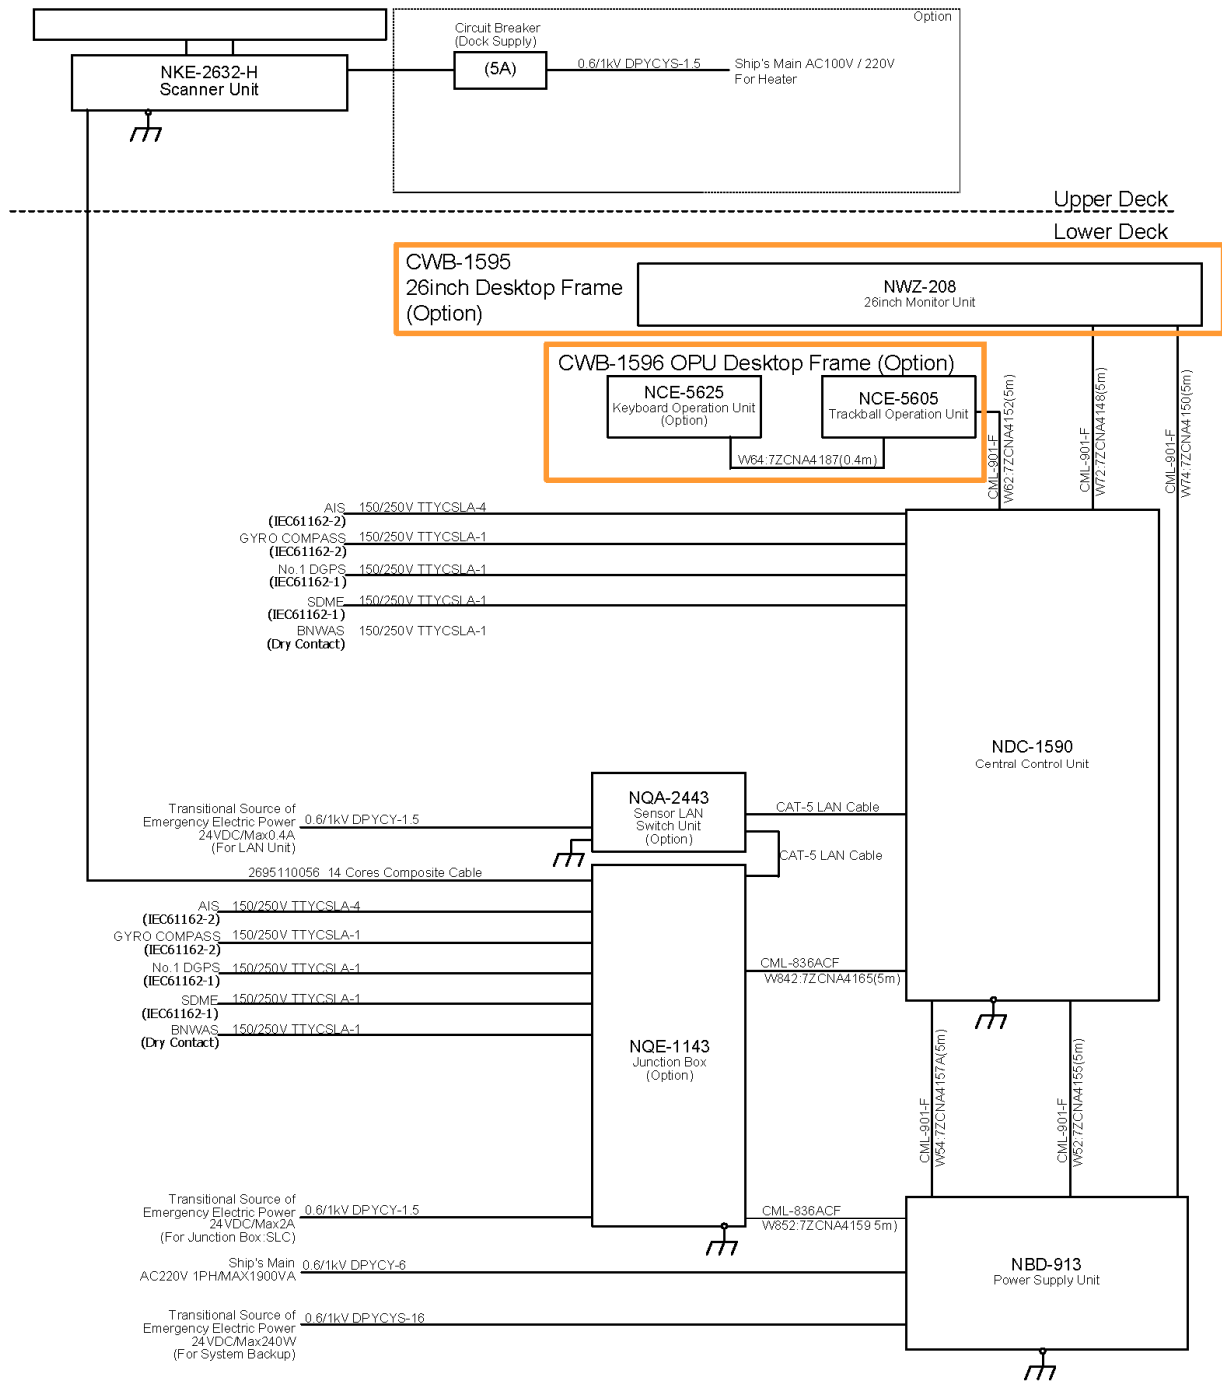 Option
Circuit Breaker
(Dock Supply)
NKE-2632-H
Scanner Unit
(5A)
0.6/1kV DPYCYS-1.5
Ship's Main AC100V / 220V
For Heater
Upper Deck
Lower Deck
CWB-1595
26inch Desktop Frame
(Option)
NWZ-208
26inch Monitor Unit
CWB-1596 OPU Desktop Frame (Option)
NCE-5625
Keyboard Operation Unit
(Option)
NCE-5605
Trackball Operation Unit
W64:7ZCNA4187(0.4m)
CML-901-F
W62:7ZCNA4152(5m)
CML-901-F
W72:7ZCNA4148(5m)
CML-901-F
W74:7ZCNA4150(5m)
AIS 150/250V TTYCSLA-4
(IEC61162-2)
GYRO COMPASS 150/250V TTYCSLA-1
(IEC61162-2)
No.1 DGPS 150/250V TTYCSLA-1
(IEC61162-1)
SDME 150/250V TTYCSLA-1
(IEC61162-1)
BNWAS 150/250V TTYCSLA-1
(Dry Contact)
NDC-1590
Central Control Unit
NQA-2443
Sensor LAN
Switch Unit
(Option)
CAT-5 LAN Cable
CAT-5 LAN Cable
Transitional Source of
Emergency Electric Power
24VDC/Max0.4A
(For LAN Unit)
0.6/1kV DPYCY-1.5
2695110056 14 Cores Composite Cable
AIS 150/250V TTYCSLA-4
(IEC61162-2)
GYRO COMPASS 150/250V TTYCSLA-1
(IEC61162-2)
No.1 DGPS 150/250V TTYCSLA-1
(IEC61162-1)
SDME 150/250V TTYCSLA-1
(IEC61162-1)
BNWAS 150/250V TTYCSLA-1
(Dry Contact)
CML-836ACF
W842:7ZCNA4165(5m)
NQE-1143
Junction Box
(Option)
CML-901-F
W54:7ZCNA4157A(5m)
CML-901-F
W52:7ZCNA4155(5m)
Transitional Source of
Emergency Electric Power
24VDC/Max2A
(For Junction Box:SLC)
0.6/1kV DPYCY-1.5
CML-836ACF
W852:7ZCNA4159 5m)
Ship's Main
AC220V 1PH/MAX1900VA
0.6/1kV DPYCY-6
NBD-913
Power Supply Unit
Transitional Source of
Emergency Electric Power
24VDC/Max240W
(For System Backup)
0.6/1kV DPYCYS-16